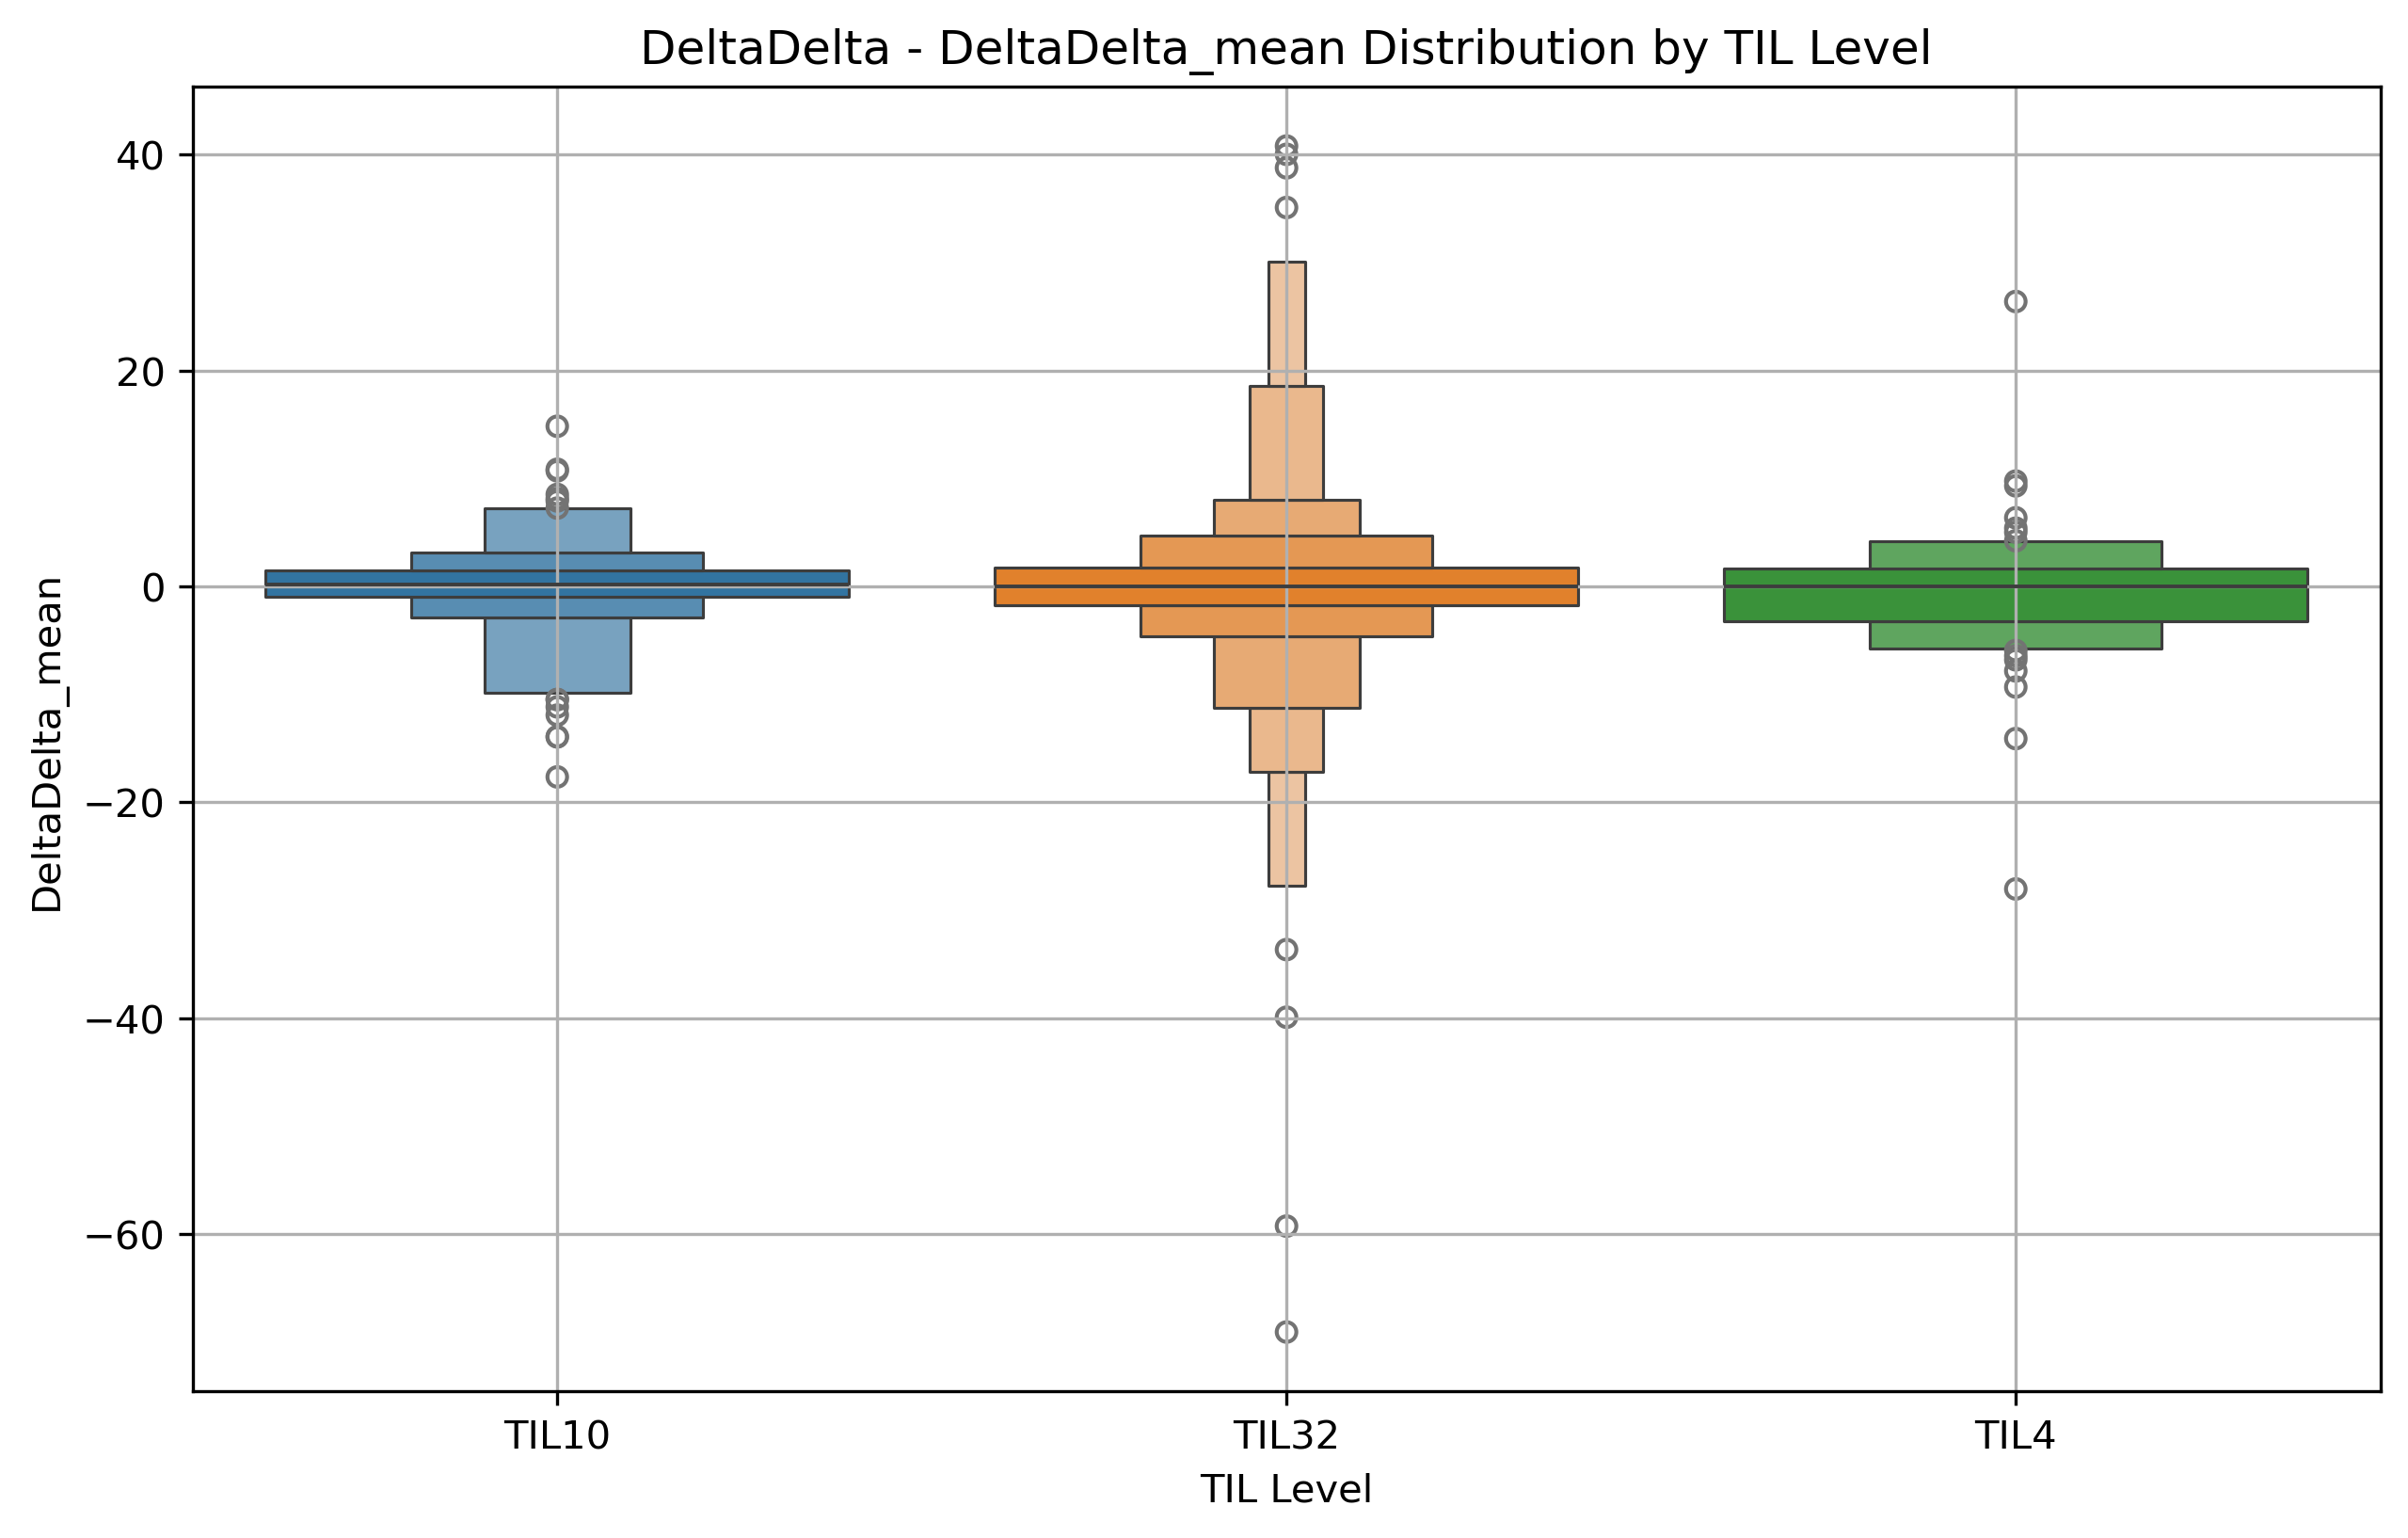 DeltaDelta - DeltaDelta_mean Distribution by TIL Level
DeltaDelta_mean
40
20
0
−20
−40
−60
TIL10
TIL32
TIL4
TIL Level